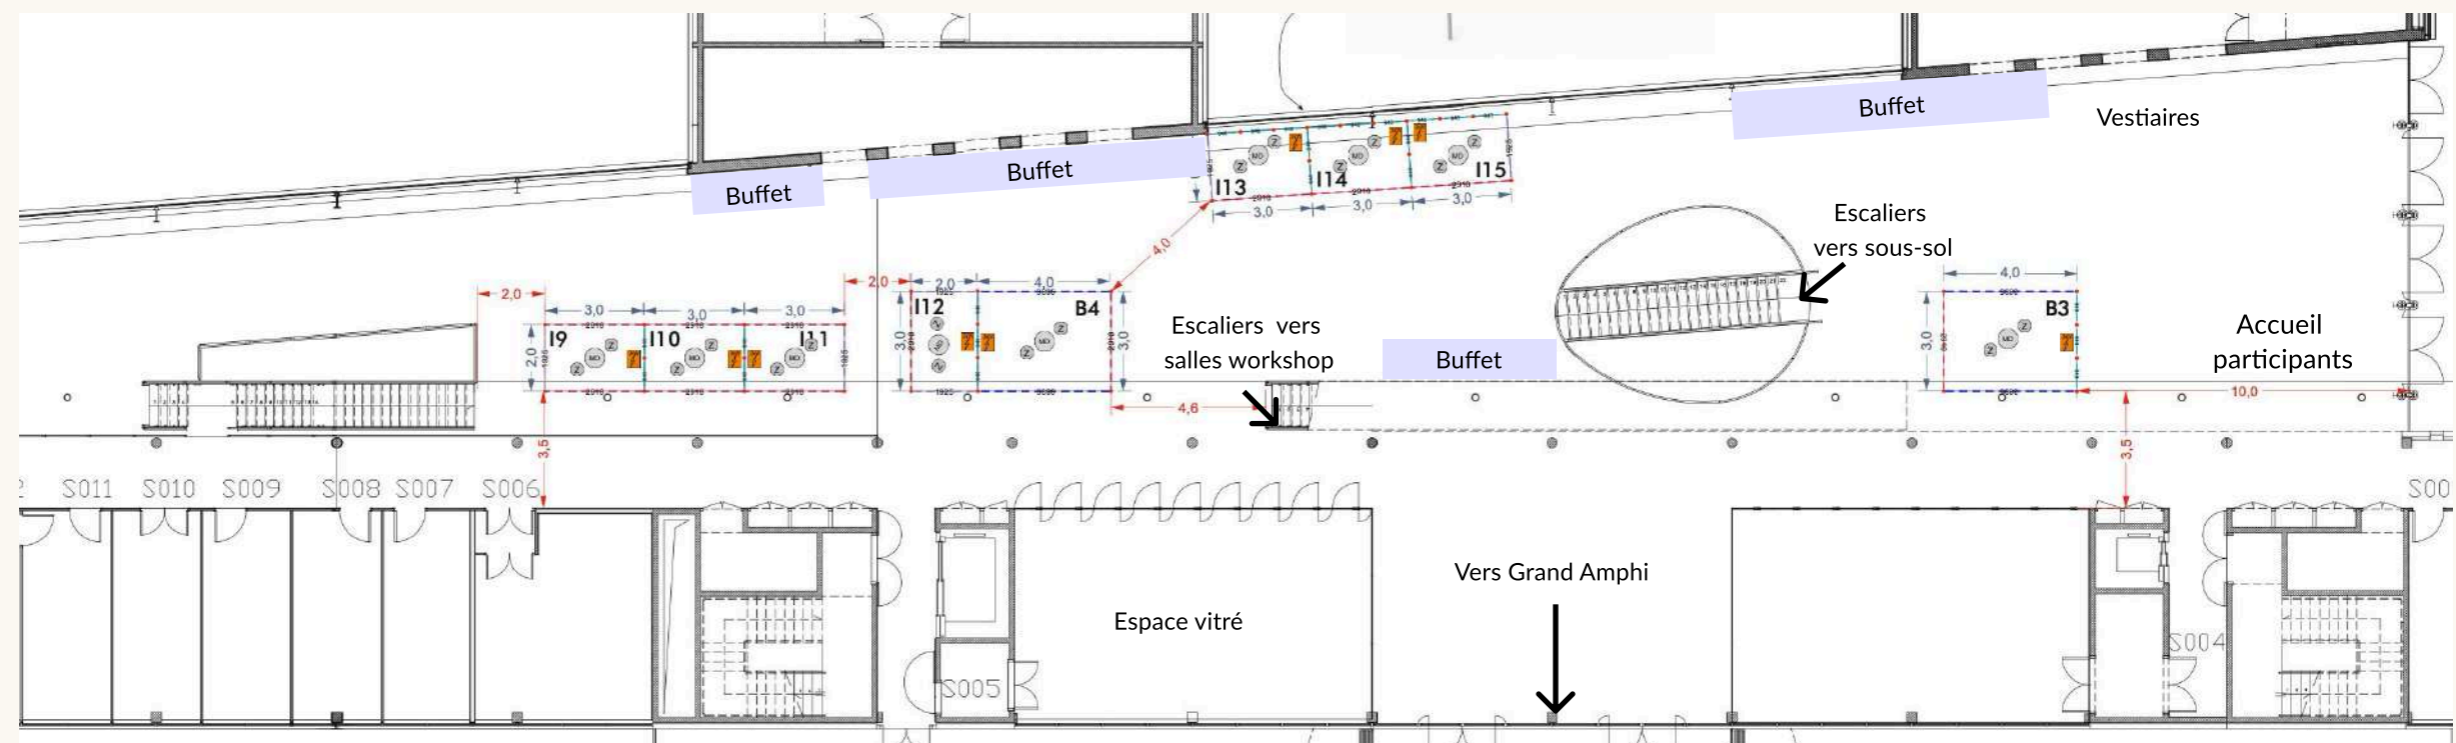 Buffet
Vestiaires
Buffet
Buffet
I13
I14
I15
3,0
3,0
3,0
4,0
Escaliers
vers sous-sol
2,0
3,0
3,0
3,0
2,0
2,0
4,0
4,0
I9
I10
I11
I12
B4
B3
2,0
3,0
3,0
3,0
Escaliers vers
salles workshop
Buffet
Accueil
participants
4,6
10,0
3,5
3,5
S011
S010
S009
S008
S007
S006
S00
Vers Grand Amphi
Espace vitré
S005
S004